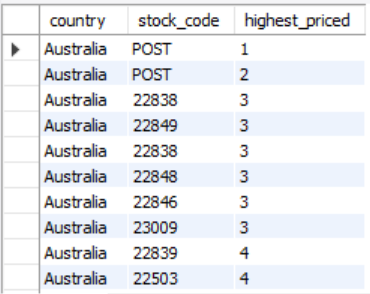 country stock_code highest_priced
Australia POST 1
Australia POST 2
Australia 22838 3
Australia 22849 3
Australia 22838 3
Australia 22848 3
Australia 22846 3
Australia 23009 3
Australia 22839 4
Australia 22503 4